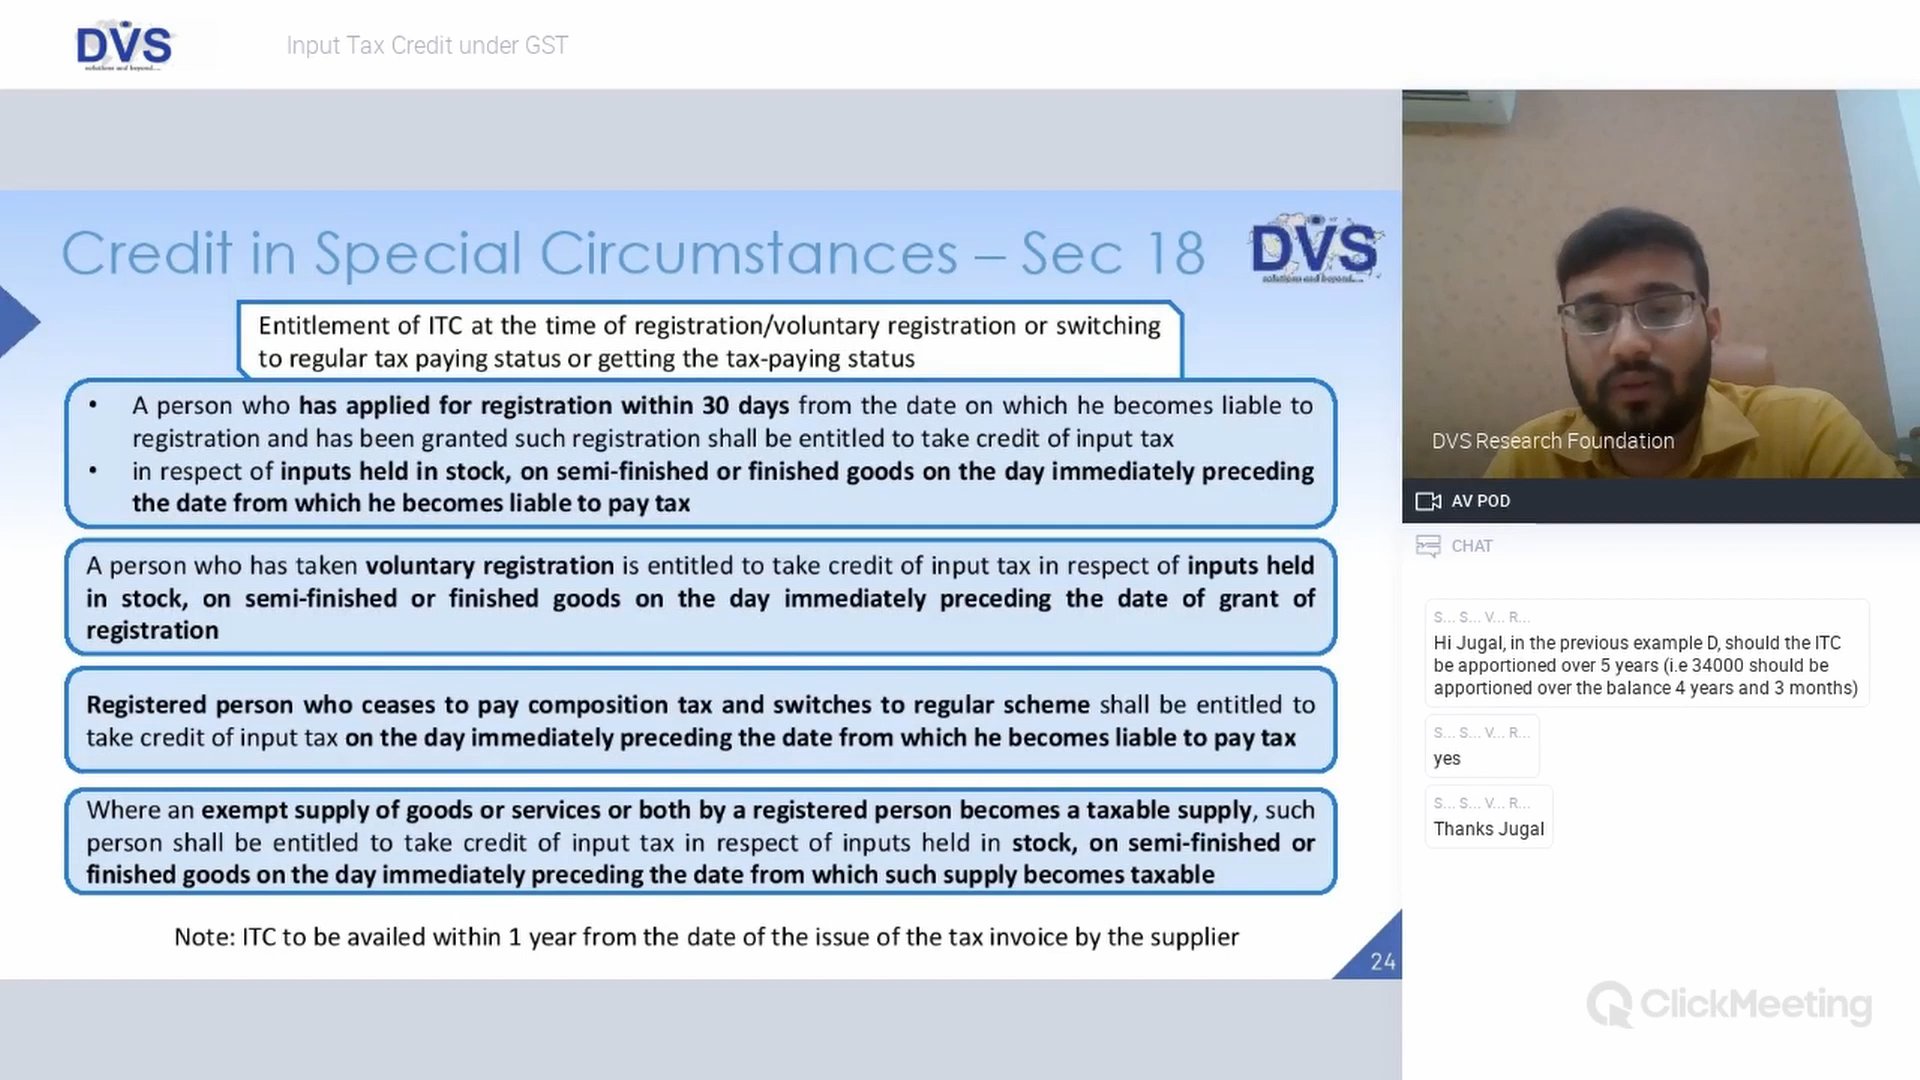 DVS
solutions and beyond....
Input Tax Credit under GST
Credit in Special Circumstances – Sec 18
DVS
solutions and beyond....
Entitlement of ITC at the time of registration/voluntary registration or switching
to regular tax paying status or getting the tax-paying status
• A person who has applied for registration within 30 days from the date on which he becomes liable to
registration and has been granted such registration shall be entitled to take credit of input tax
• in respect of inputs held in stock, on semi-finished or finished goods on the day immediately preceding
the date from which he becomes liable to pay tax
A person who has taken voluntary registration is entitled to take credit of input tax in respect of inputs held
in stock, on semi-finished or finished goods on the day immediately preceding the date of grant of
registration
Registered person who ceases to pay composition tax and switches to regular scheme shall be entitled to
take credit of input tax on the day immediately preceding the date from which he becomes liable to pay tax
Where an exempt supply of goods or services or both by a registered person becomes a taxable supply, such
person shall be entitled to take credit of input tax in respect of inputs held in stock, on semi-finished or
finished goods on the day immediately preceding the date from which such supply becomes taxable
Note: ITC to be availed within 1 year from the date of the issue of the tax invoice by the supplier
24
DVS Research Foundation
AV POD
CHAT
S... S... V... R...
Hi Jugal, in the previous example D, should the ITC
be apportioned over 5 years (i.e 34000 should be
apportioned over the balance 4 years and 3 months)
S... S... V... R...
yes
S... S... V... R...
Thanks Jugal
ClickMeeting